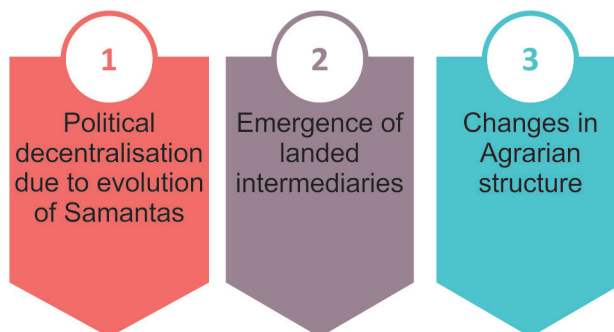 1
Political
decentralisation
due to evolution
of Samantas
2
Emergence of
landed
intermediaries
3
Changes in
Agrarian
structure